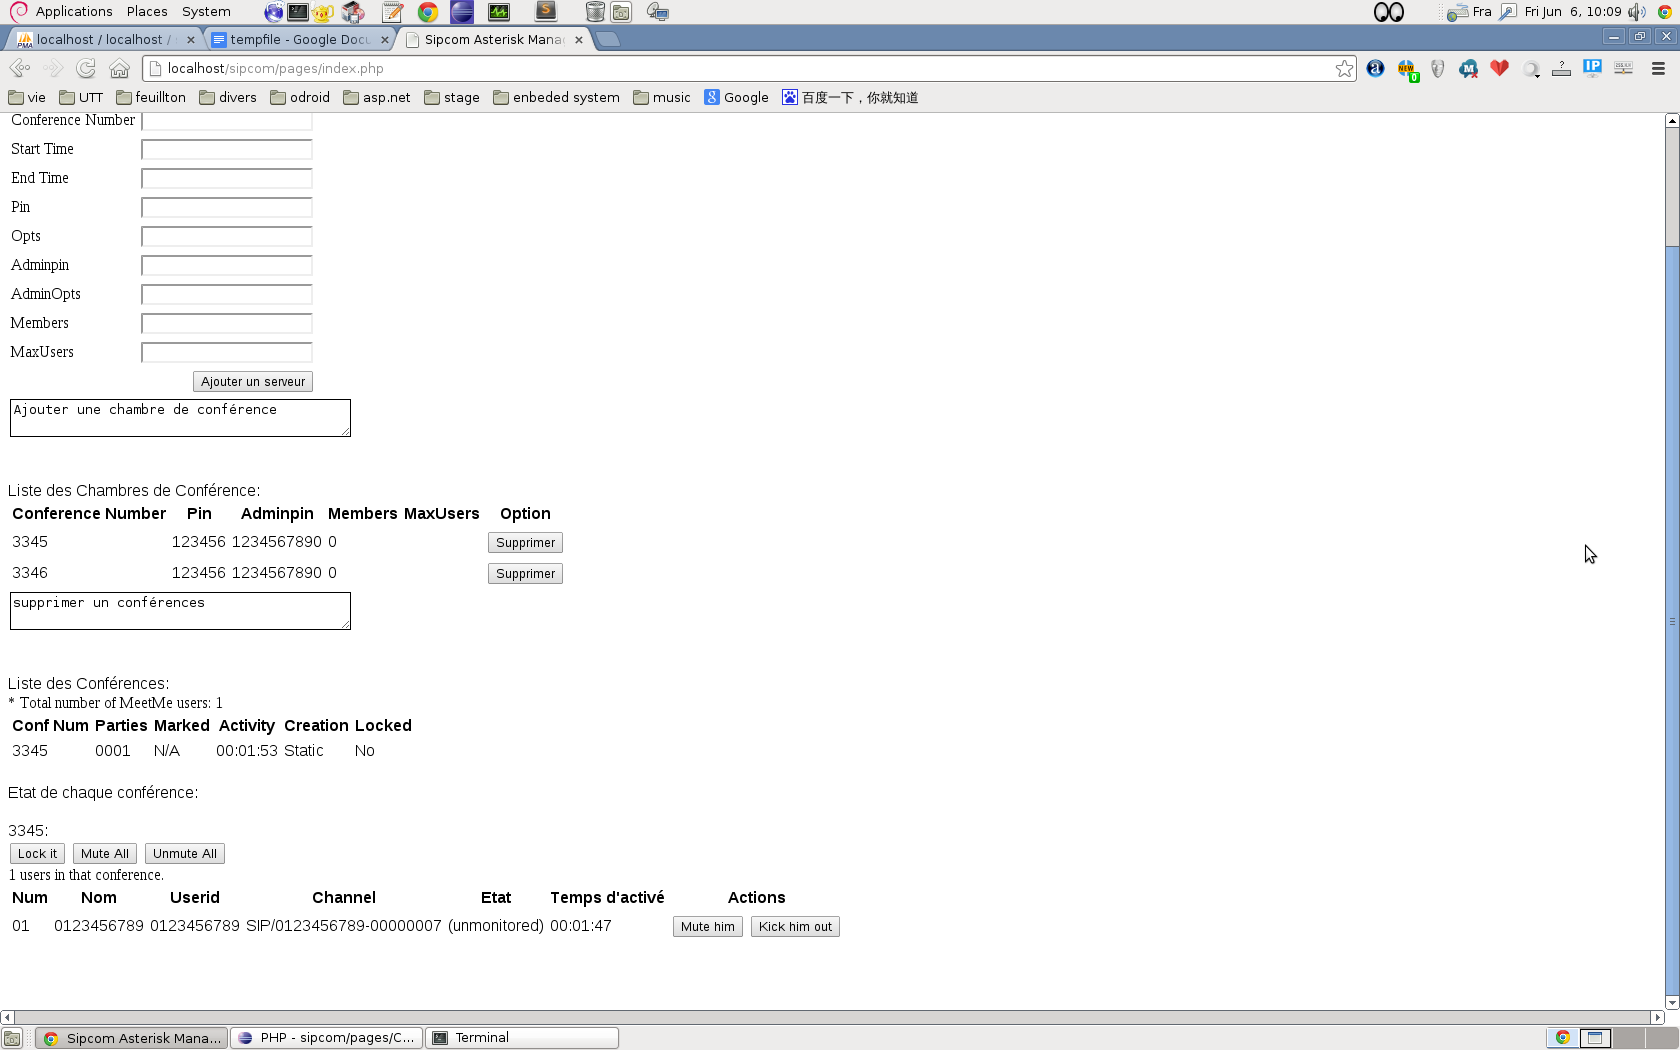 Applications Places System Fra Fri Jun 6, 10:09
localhost / localhost / tempfile - Google Docu Sipcom Asterisk Mana
localhost/sipcom/pages/index.php
vie UTT feuillton divers odroid asp.net stage enbeded system music Google 百度一下，你就知道
Conference Number
Start Time
End Time
Pin
Opts
Adminpin
AdminOpts
Members
MaxUsers
Ajouter un serveur
Ajouter une chambre de conférence
Liste des Chambres de Conférence:
Conference Number Pin Adminpin Members MaxUsers Option
3345 123456 1234567890 0 Supprimer
3346 123456 1234567890 0 Supprimer
supprimer un conférences
Liste des Conférences:
* Total number of MeetMe users: 1
Conf Num Parties Marked Activity Creation Locked
3345 0001 N/A 00:01:53 Static No
Etat de chaque conférence:
3345:
Lock it Mute All Unmute All
1 users in that conference.
Num Nom Userid Channel Etat Temps d'activé Actions
01 0123456789 0123456789 SIP/0123456789-00000007 (unmonitored) 00:01:47 Mute him Kick him out
Sipcom Asterisk Mana... PHP - sipcom/pages/C... Terminal